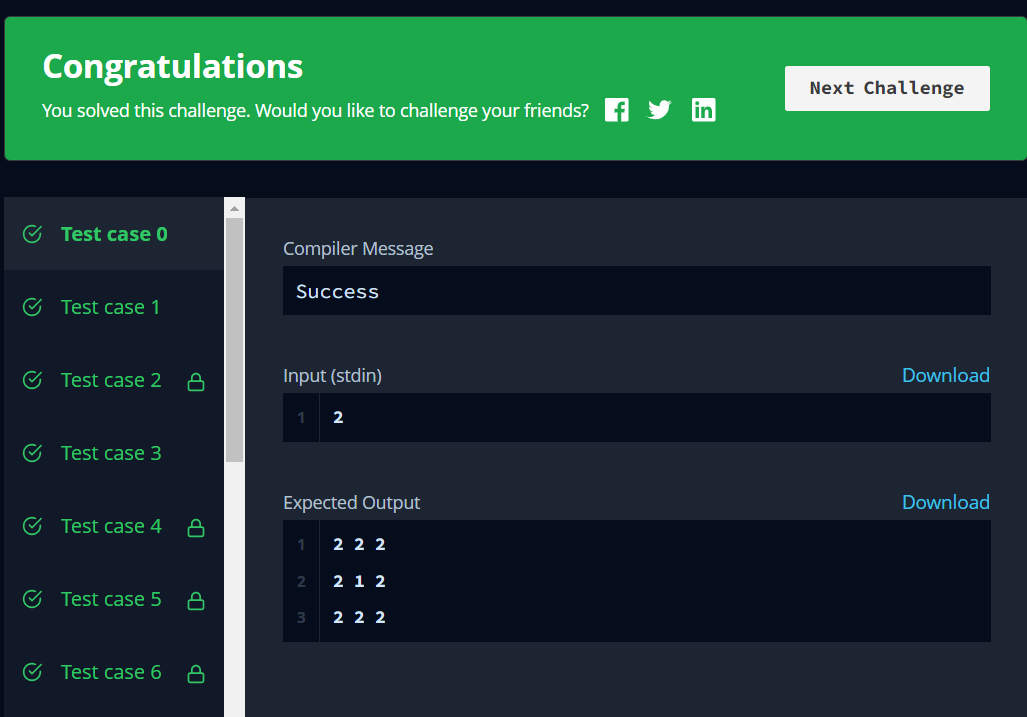 Congratulations
You solved this challenge. Would you like to challenge your friends?
Next Challenge
Test case 0
Test case 1
Test case 2
Test case 3
Test case 4
Test case 5
Test case 6
Compiler Message
Success
Input (stdin)
Download
1 2
Expected Output
Download
1 2 2 2
2 2 1 2
3 2 2 2